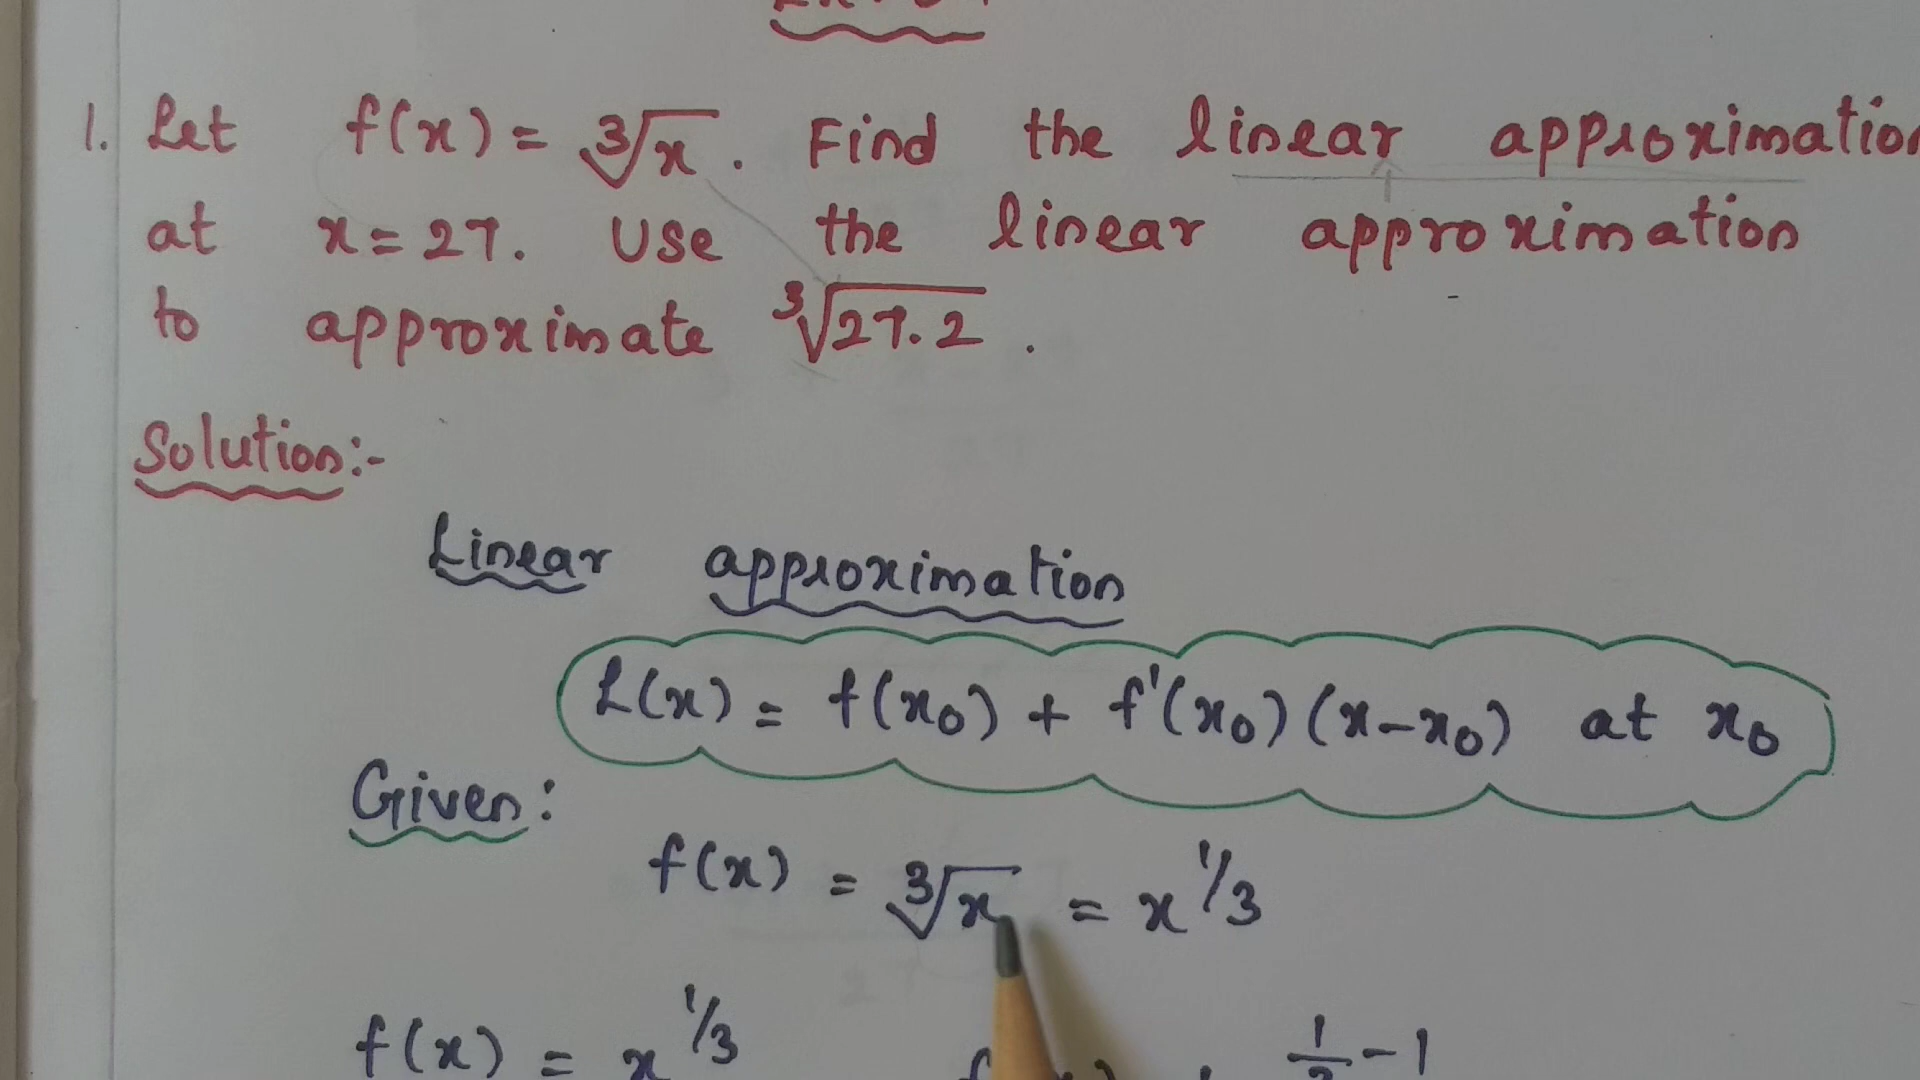 1. Let f(x) = ∛x. Find the linear approximation
at x = 27. Use the linear approximation
to approximate ∛27.2.
Solution:-
Linear approximation
L(x) = f(x₀) + f'(x₀)(x-x₀) at x₀
Given:
f(x) = ∛x = x^1/3
f(x) = x^1/3